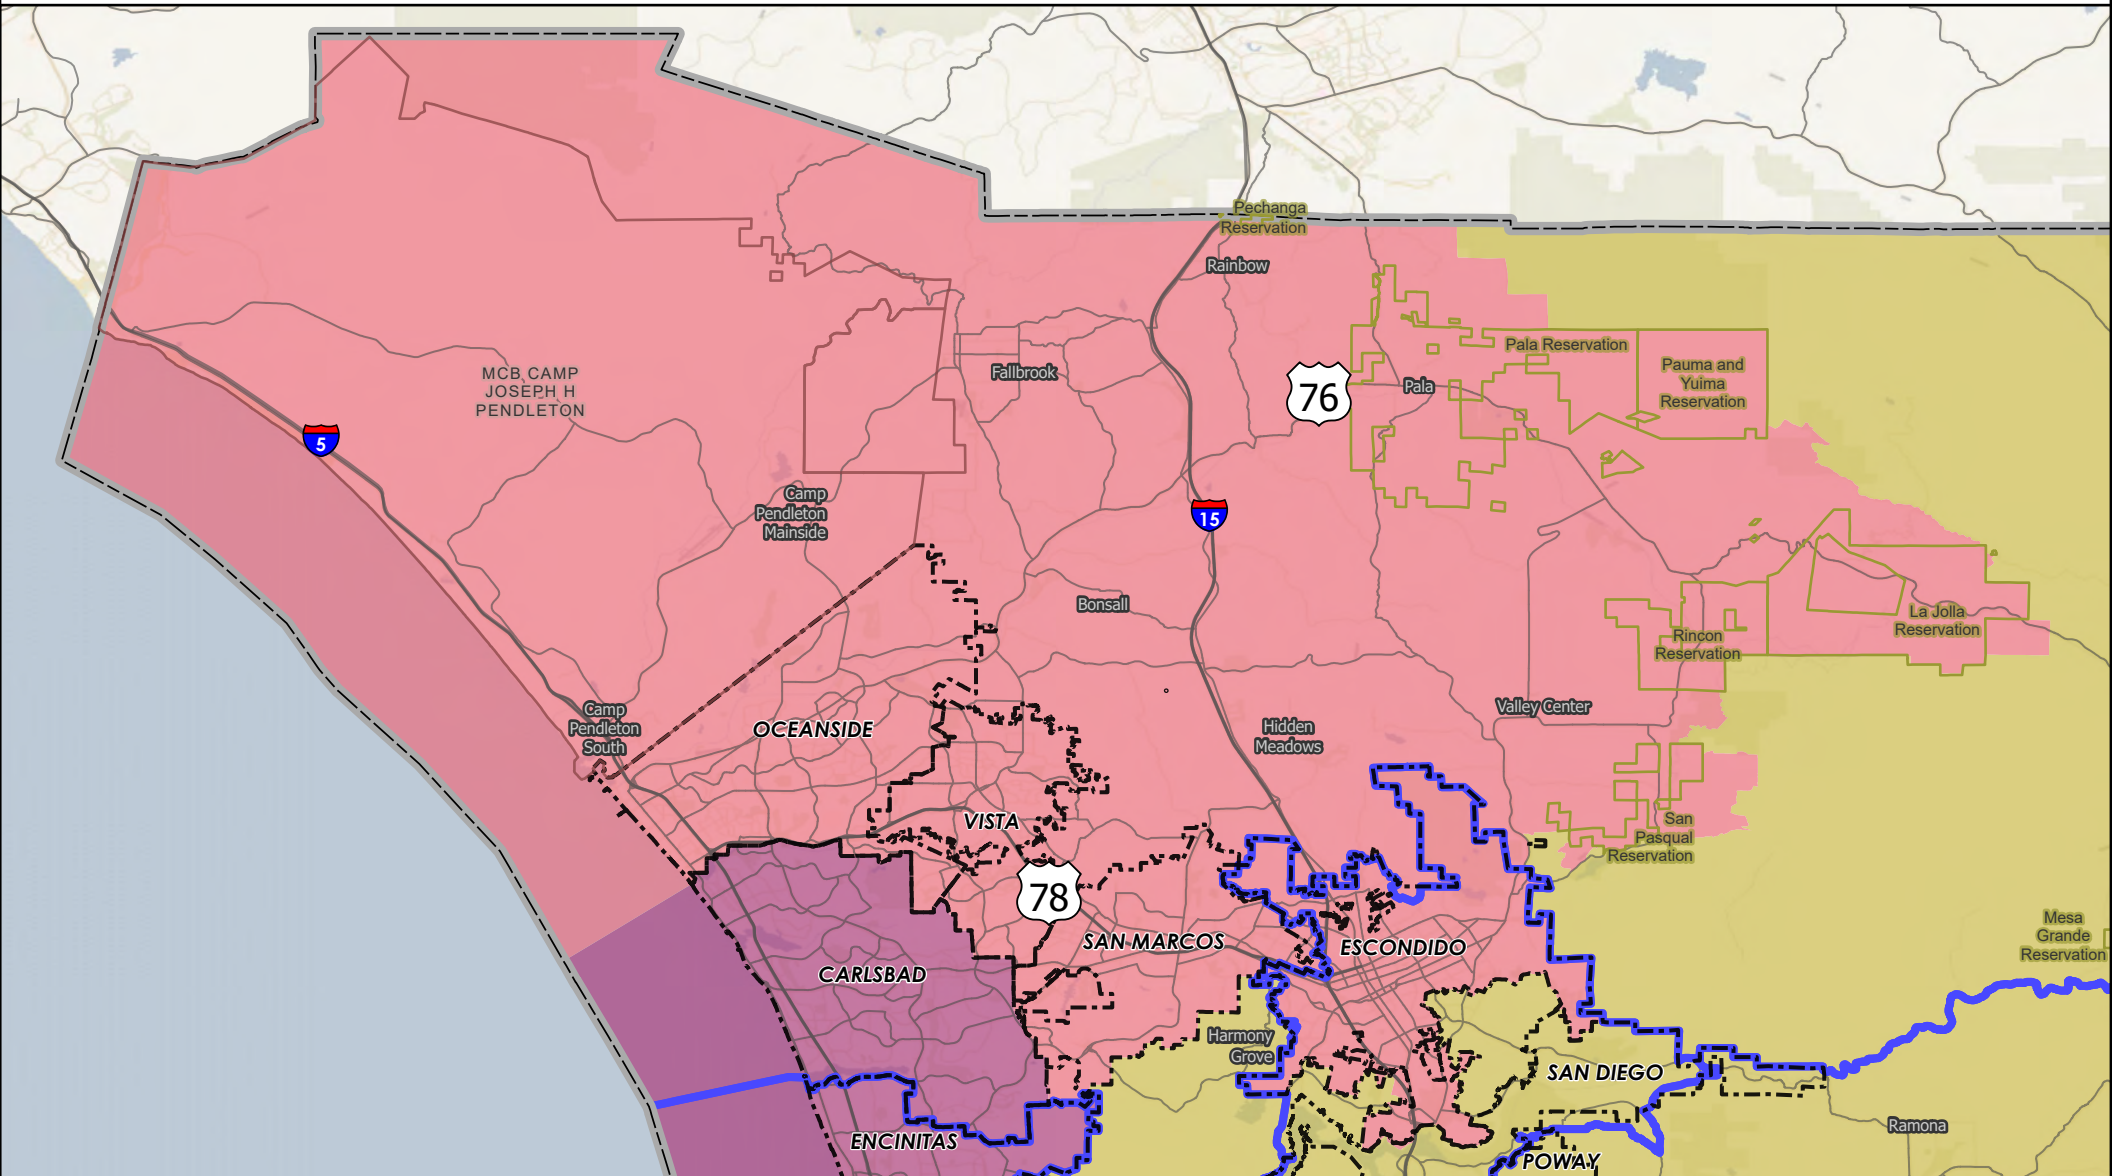 Pechanga
Reservation
Rainbow
Pala Reservation
Pauma and
Yuima
Reservation
MCB CAMP
JOSEPH H
PENDLETON
Fallbrook
76
Pala
5
Camp
Pendleton
Mainside
15
Bonsall
La Jolla
Reservation
Rincon
Reservation
Camp
Pendleton
South
OCEANSIDE
Hidden
Meadows
Valley Center
VISTA
San
Pasqual
Reservation
78
Mesa
Grande
Reservation
SAN MARCOS
ESCONDIDO
CARLSBAD
Harmony
Grove
SAN DIEGO
ENCINITAS
Ramona
POWAY